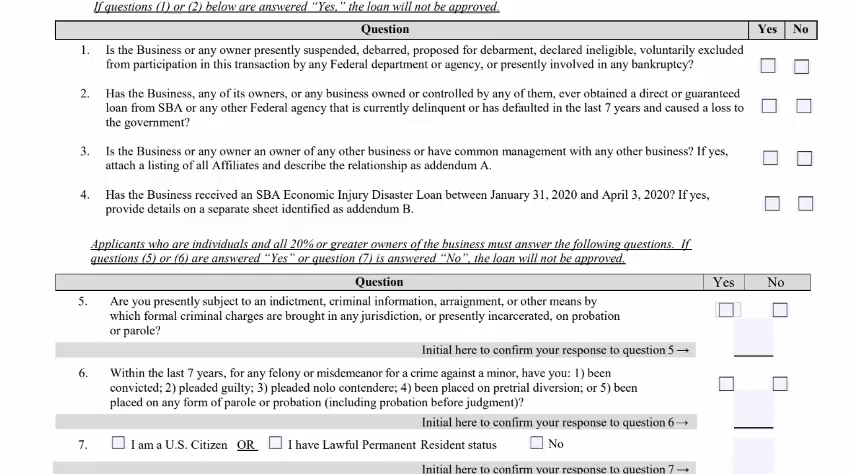 If questions (1) or (2) below are answered “Yes,” the loan will not be approved.
Question Yes No
1. Is the Business or any owner presently suspended, debarred, proposed for debarment, declared ineligible, voluntarily excluded
from participation in this transaction by any Federal department or agency, or presently involved in any bankruptcy?
2. Has the Business, any of its owners, or any business owned or controlled by any of them, ever obtained a direct or guaranteed
loan from SBA or any other Federal agency that is currently delinquent or has defaulted in the last 7 years and caused a loss to
the government?
3. Is the Business or any owner an owner of any other business or have common management with any other business? If yes,
attach a listing of all Affiliates and describe the relationship as addendum A.
4. Has the Business received an SBA Economic Injury Disaster Loan between January 31, 2020 and April 3, 2020? If yes,
provide details on a separate sheet identified as addendum B.
Applicants who are individuals and all 20% or greater owners of the business must answer the following questions. If
questions (5) or (6) are answered “Yes” or question (7) is answered “No”, the loan will not be approved.
Question Yes No
5. Are you presently subject to an indictment, criminal information, arraignment, or other means by
which formal criminal charges are brought in any jurisdiction, or presently incarcerated, on probation
or parole?
Initial here to confirm your response to question 5 →
6. Within the last 7 years, for any felony or misdemeanor for a crime against a minor, have you: 1) been
convicted; 2) pleaded guilty; 3) pleaded nolo contendere; 4) been placed on pretrial diversion; or 5) been
placed on any form of parole or probation (including probation before judgment)?
Initial here to confirm your response to question 6 →
7. I am a U.S. Citizen OR I have Lawful Permanent Resident status No
Initial here to confirm your response to question 7 →